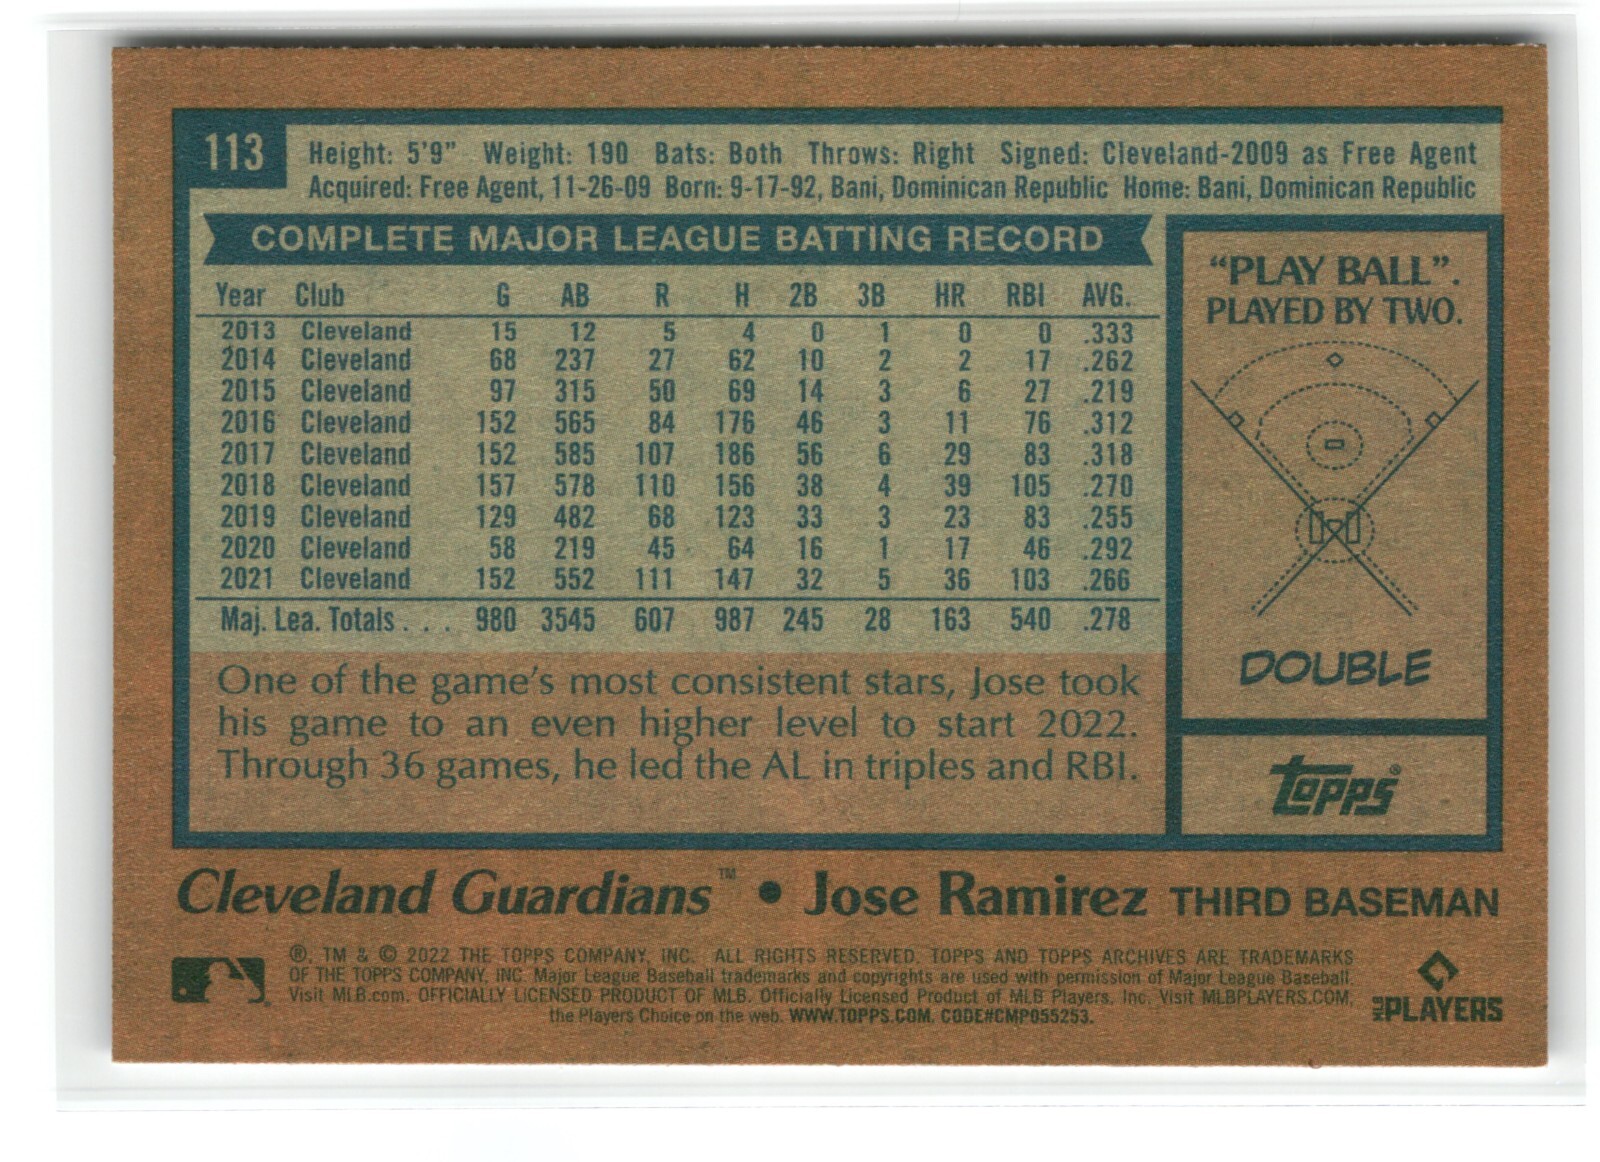 113
Height: 5'9" Weight: 190 Bats: Both Throws: Right Signed: Cleveland-2009 as Free Agent
Acquired: Free Agent, 11-26-09 Born: 9-17-92, Bani, Dominican Republic Home: Bani, Dominican Republic
COMPLETE MAJOR LEAGUE BATTING RECORD
Year Club G AB R H 2B 3B HR RBI AVG.
2013 Cleveland 15 12 5 4 0 1 0 0 .333
2014 Cleveland 68 237 27 62 10 2 2 17 .262
2015 Cleveland 97 315 50 69 14 3 6 27 .219
2016 Cleveland 152 565 84 176 46 3 11 76 .312
2017 Cleveland 152 585 107 186 56 6 29 83 .318
2018 Cleveland 157 578 110 156 38 4 39 105 .270
2019 Cleveland 129 482 68 123 33 3 23 83 .255
2020 Cleveland 58 219 45 64 16 1 17 46 .292
2021 Cleveland 152 552 111 147 32 5 36 103 .266
Maj. Lea. Totals . . . 980 3545 607 987 245 28 163 540 .278
One of the game's most consistent stars, Jose took
his game to an even higher level to start 2022.
Through 36 games, he led the AL in triples and RBI.
"PLAY BALL".
PLAYED BY TWO.
DOUBLE
topps®
Cleveland Guardians™ • Jose Ramirez THIRD BASEMAN
®, TM & © 2022 THE TOPPS COMPANY, INC. ALL RIGHTS RESERVED. TOPPS AND TOPPS ARCHIVES ARE TRADEMARKS
OF THE TOPPS COMPANY, INC. Major League Baseball trademarks and copyrights are used with permission of Major League Baseball.
Visit MLB.com. OFFICIALLY LICENSED PRODUCT OF MLB. Officially Licensed Product of MLB Players, Inc. Visit MLBPLAYERS.COM,
the Players Choice on the web. WWW.TOPPS.COM. CODE#CMP055253.
MLB PLAYERS